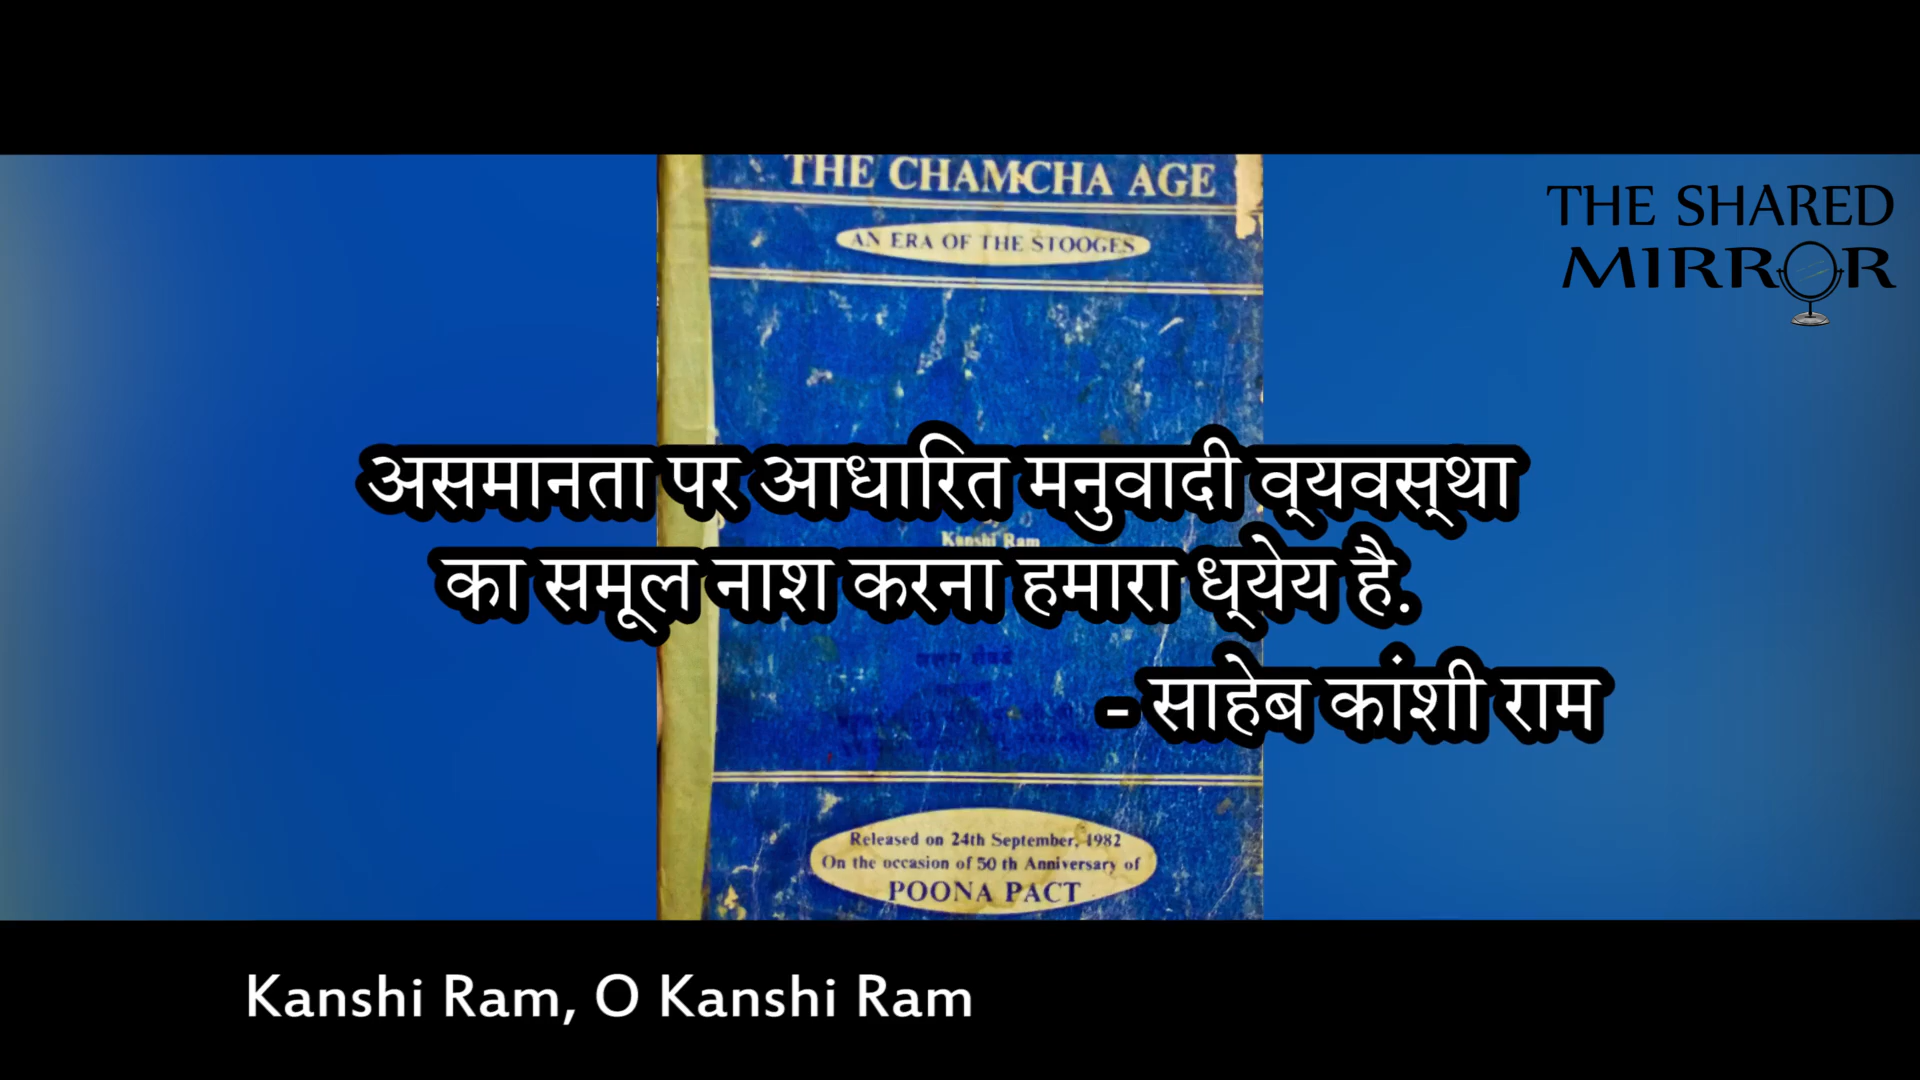 THE CHAMCHA AGE
AN ERA OF THE STOOGES
THE SHARED
MIRROR
असमानता पर आधारित मनुवादी व्‌यवस्‌था
Kanshi Ram
का समूल नाश करना हमारा ध्‌येय है.
- साहेब कांशी राम
Released on 24th September, 1982
On the occasion of 50 th Anniversary of
POONA PACT
Kanshi Ram, O Kanshi Ram